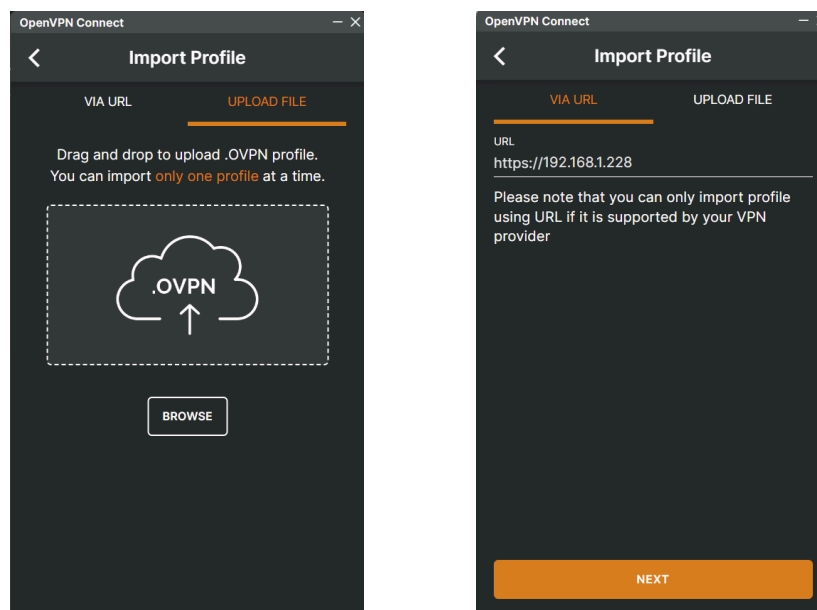 OpenVPN Connect
Import Profile
VIA URL
UPLOAD FILE
Drag and drop to upload .OVPN profile.
You can import only one profile at a time.
.OVPN
BROWSE
OpenVPN Connect
Import Profile
VIA URL
UPLOAD FILE
URL
https://192.168.1.228
Please note that you can only import profile
using URL if it is supported by your VPN
provider
NEXT